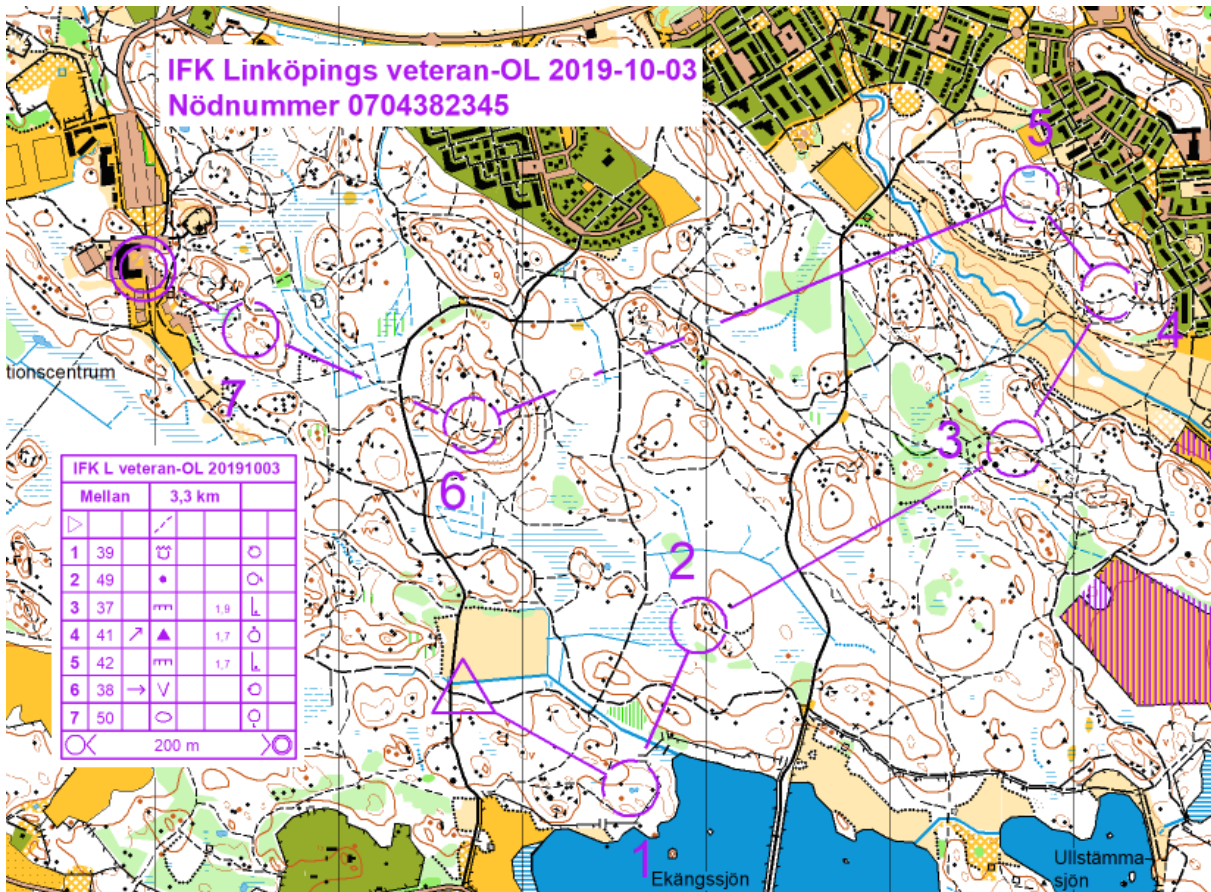 IFK Linköpings veteran-OL 2019-10-03
Nödnummer 0704382345
5
4
tionscentrum
7
3
6
IFK L veteran-OL 20191003
Mellan 3,3 km
1 39
2 49
3 37 1,9
4 41 1,7
5 42 1,7
6 38
7 50
200 m
2
1
Ekängssjön
Ullstämma-
sjön